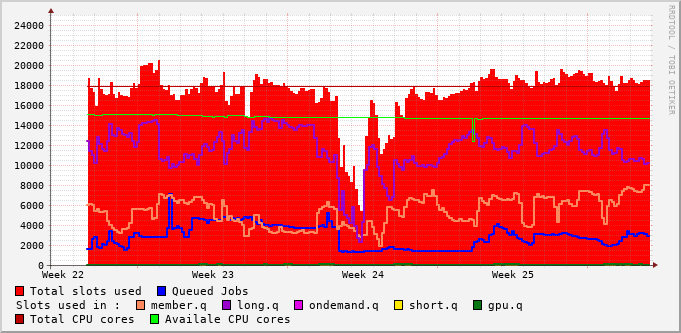 24000
22000
20000
18000
16000
14000
12000
10000
8000
6000
4000
2000
0
Week 22 Week 23 Week 24 Week 25
RRDTOOL / TOBI OETIKER
Total slots used Queued Jobs
Slots used in : member.q long.q ondemand.q short.q gpu.q
Total CPU cores Availale CPU cores